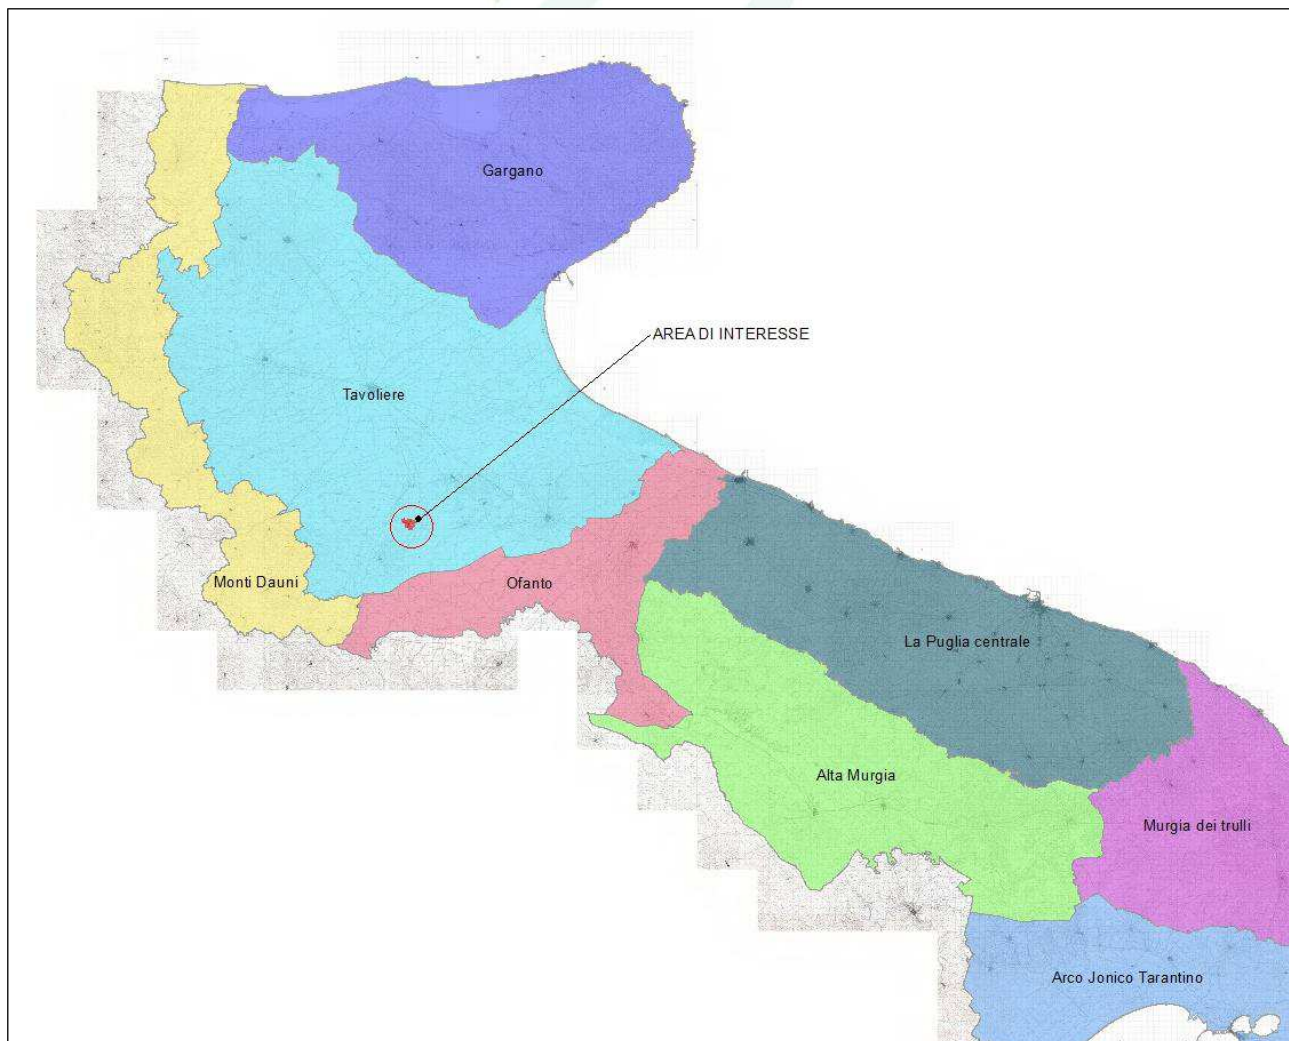 Gargano
AREA DI INTERESSE
Tavoliere
Monti Dauni
Ofanto
La Puglia centrale
Alta Murgia
Murgia dei trulli
Arco Jonico Tarantino